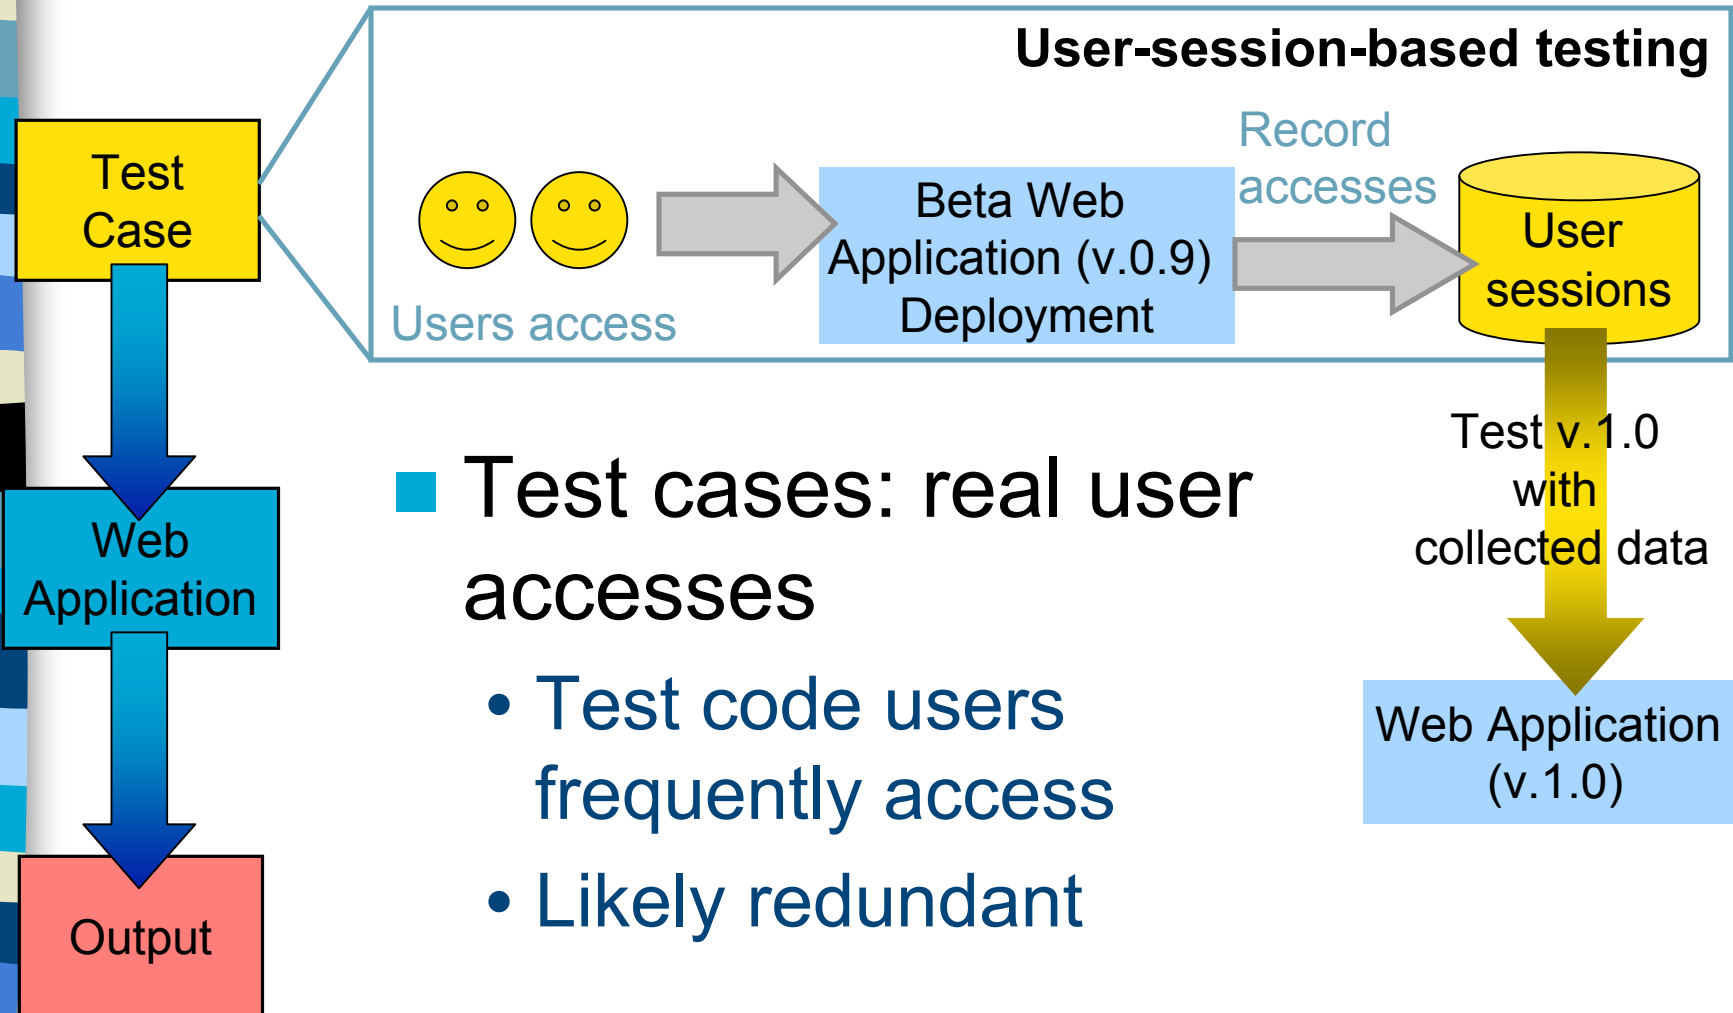 User-session-based testing
Test
Case
Users access
Beta Web
Application (v.0.9)
Deployment
Record
accesses
User
sessions
Test v.1.0
with
collected data
Web Application
(v.1.0)
Web
Application
Output
Test cases: real user
accesses
• Test code users
frequently access
• Likely redundant